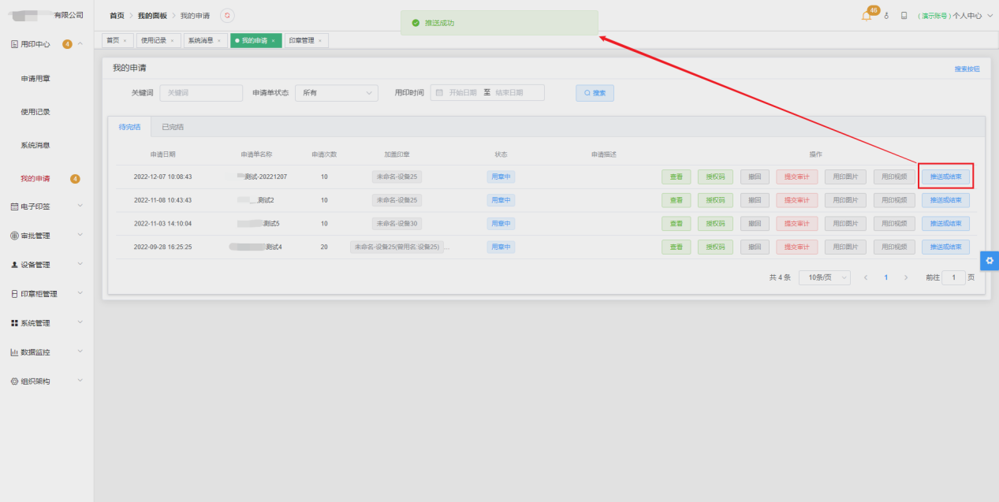 有限公司
首页 > 我的面板 > 我的申请
推送成功
46
(演示账号)个人中心
用印中心 4
申请用章
使用记录
系统消息
我的申请 4
电子印签
审批管理
设备管理
印章柜管理
系统管理
数据监控
组织架构
首页 × 使用记录 × 系统消息 × 我的申请 × 印章管理 ×
我的申请
搜索按钮
关键词 关键词 申请单状态 所有 用印时间 开始日期 至 结束日期 搜索
待完结 已完结
申请日期 申请单名称 申请次数 加盖印章 状态 申请描述 操作
2022-12-07 10:08:43 测试-20221207 10 未命名-设备25 用章中 查看 授权码 撤回 提交审计 用印图片 用印视频 推送或结束
2022-11-08 10:43:43 __测试2 10 未命名-设备25 用章中 查看 授权码 撤回 提交审计 用印图片 用印视频 推送或结束
2022-11-03 14:10:04 测试5 10 未命名-设备30 用章中 查看 授权码 撤回 提交审计 用印图片 用印视频 推送或结束
2022-09-28 16:25:25 测试4 20 未命名-设备25(曾用名:设备25) ... 用章中 查看 授权码 撤回 提交审计 用印图片 用印视频 推送或结束
共 4 条 10条/页 < 1 > 前往 1 页